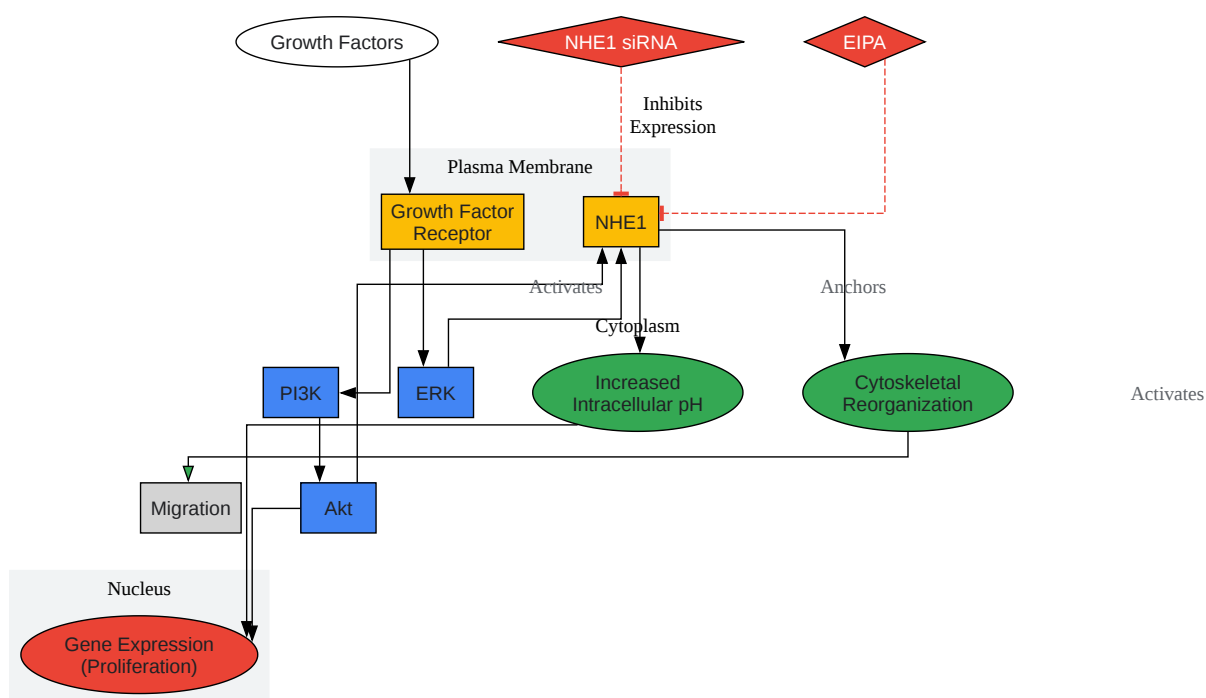 Growth Factors
NHE1 siRNA
EIPA
Inhibits
Expression
Plasma Membrane
Growth Factor
Receptor
NHE1
Activates
Anchors
Cytoplasm
PI3K
ERK
Increased
Intracellular pH
Cytoskeletal
Reorganization
Activates
Migration
Akt
Nucleus
Gene Expression
(Proliferation)